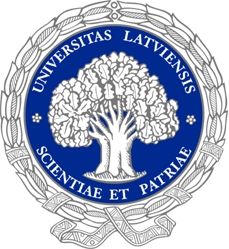 UNIVERSITAS LATVIENSIS
SCIENTIAE ET PATRIAE